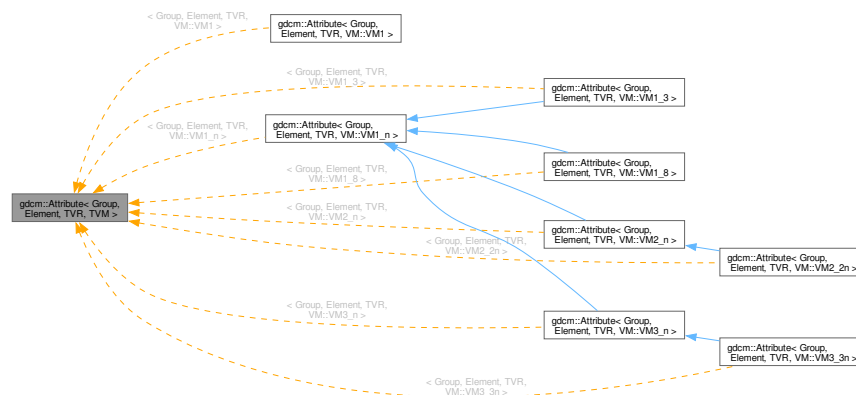 < Group, Element, TVR,
VM::VM1 >
gdcm::Attribute< Group,
Element, TVR, VM::VM1 >
< Group, Element, TVR,
VM::VM1_3 >
gdcm::Attribute< Group,
Element, TVR, VM::VM1_3 >
< Group, Element, TVR,
VM::VM1_n >
gdcm::Attribute< Group,
Element, TVR, VM::VM1_n >
< Group, Element, TVR,
VM::VM1_8 >
gdcm::Attribute< Group,
Element, TVR, VM::VM1_8 >
gdcm::Attribute< Group,
Element, TVR, TVM >
< Group, Element, TVR,
VM::VM2_n >
gdcm::Attribute< Group,
Element, TVR, VM::VM2_n >
< Group, Element, TVR,
VM::VM2_2n >
gdcm::Attribute< Group,
Element, TVR, VM::VM2_2n >
< Group, Element, TVR,
VM::VM3_n >
gdcm::Attribute< Group,
Element, TVR, VM::VM3_n >
gdcm::Attribute< Group,
Element, TVR, VM::VM3_3n >
< Group, Element, TVR,
VM::VM3_3n >